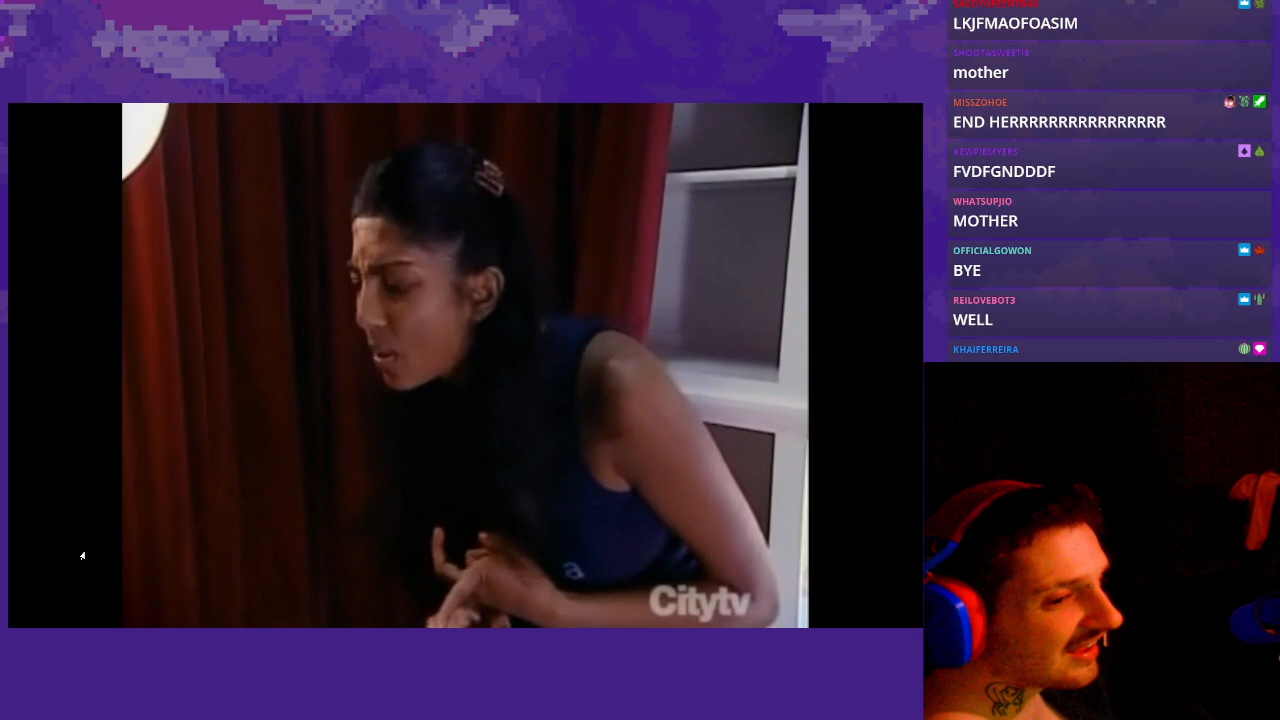 LKJFMAOFOASIM
SHOOTASWEETIE
mother
MISSZOHOE
END HERRRRRRRRRRRRRRRR
KEWPIEMYERS
FVDFGNDDDF
WHATSUPJIO
MOTHER
OFFICIALGOWON
BYE
REILOVEBOT3
WELL
KHAIFERREIRA
Citytv